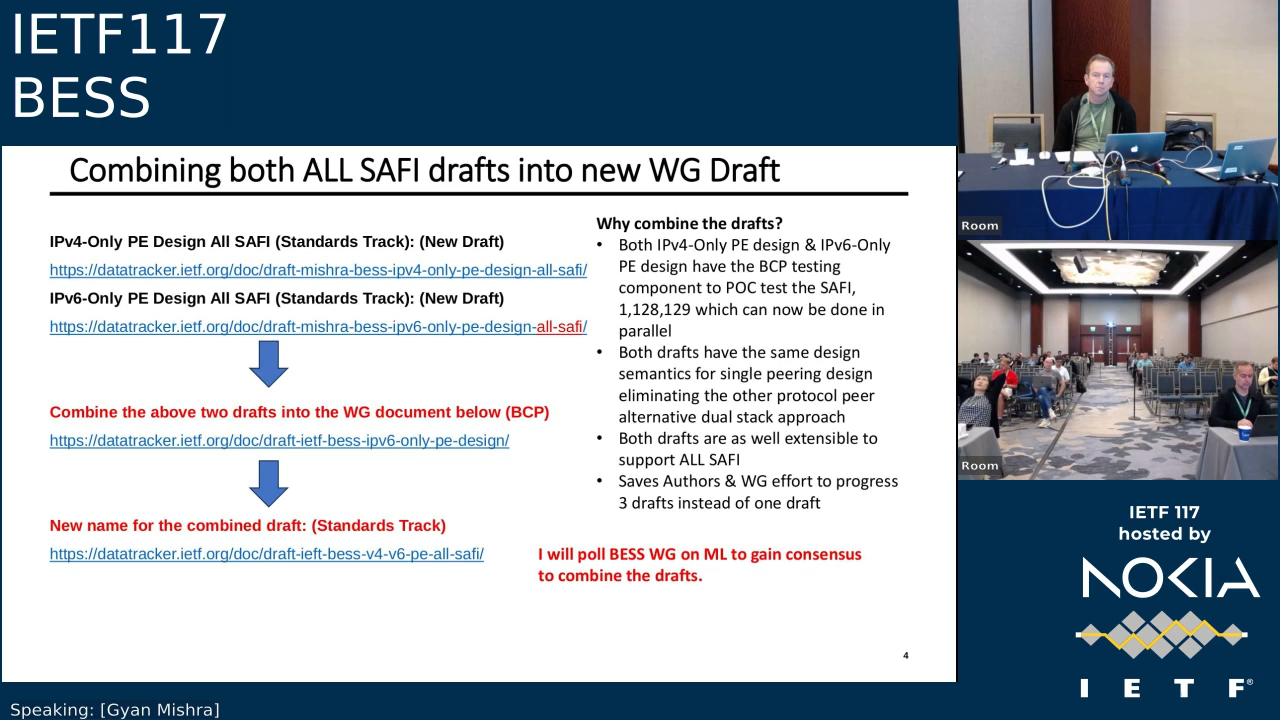 IETF117
BESS
Combining both ALL SAFI drafts into new WG Draft
IPv4-Only PE Design All SAFI (Standards Track): (New Draft)
https://datatracker.ietf.org/doc/draft-mishra-bess-ipv4-only-pe-design-all-safi/
IPv6-Only PE Design All SAFI (Standards Track): (New Draft)
https://datatracker.ietf.org/doc/draft-mishra-bess-ipv6-only-pe-design-all-safi/
Combine the above two drafts into the WG document below (BCP)
https://datatracker.ietf.org/doc/draft-ietf-bess-ipv6-only-pe-design/
New name for the combined draft: (Standards Track)
https://datatracker.ietf.org/doc/draft-ieft-bess-v4-v6-pe-all-safi/
Why combine the drafts?
• Both IPv4-Only PE design & IPv6-Only
PE design have the BCP testing
component to POC test the SAFI,
1,128,129 which can now be done in
parallel
• Both drafts have the same design
semantics for single peering design
eliminating the other protocol peer
alternative dual stack approach
• Both drafts are as well extensible to
support ALL SAFI
• Saves Authors & WG effort to progress
3 drafts instead of one draft
I will poll BESS WG on ML to gain consensus
to combine the drafts.
4
Room
Room
IETF 117
hosted by
NOKIA
I E T F®
Speaking: [Gyan Mishra]